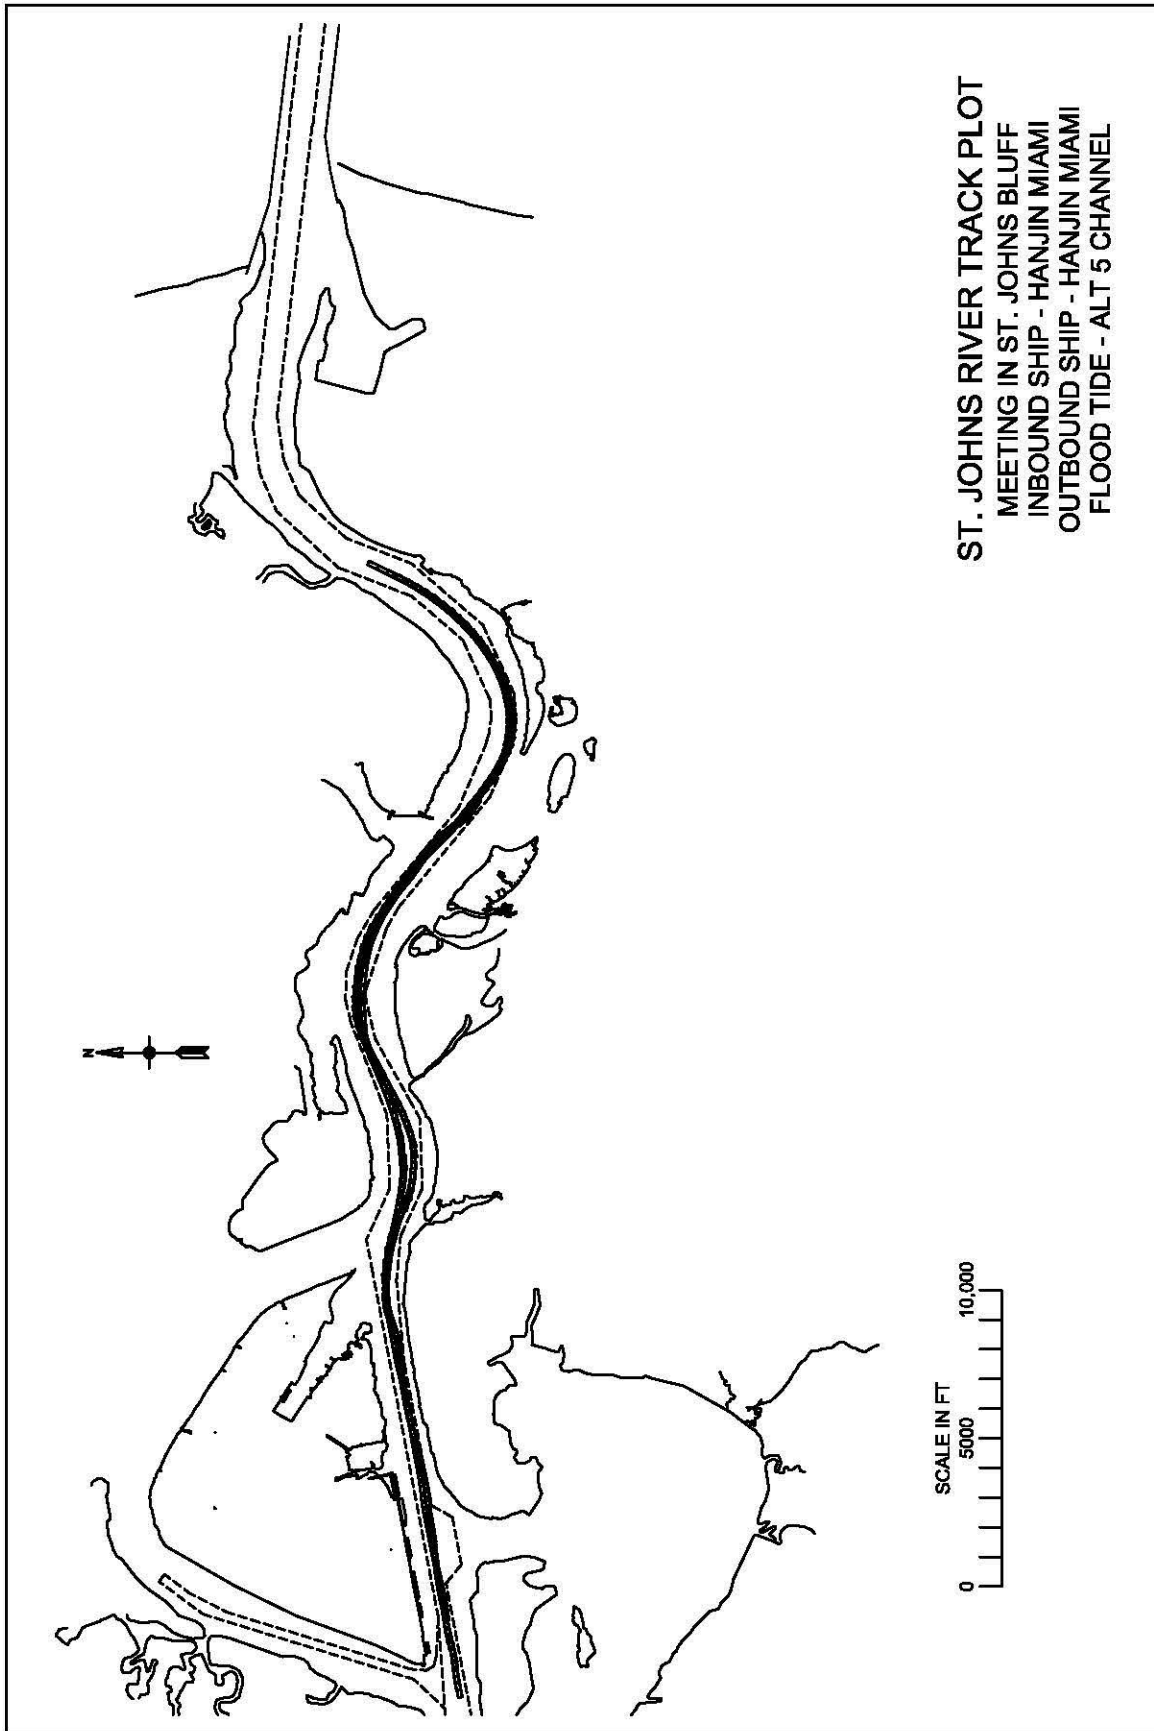 ST. JOHNS RIVER TRACK PLOT
MEETING IN ST. JOHNS BLUFF
INBOUND SHIP - HANJIN MIAMI
OUTBOUND SHIP - HANJIN MIAMI
FLOOD TIDE - ALT 5 CHANNEL
N
SCALE IN FT
0 5000 10,000